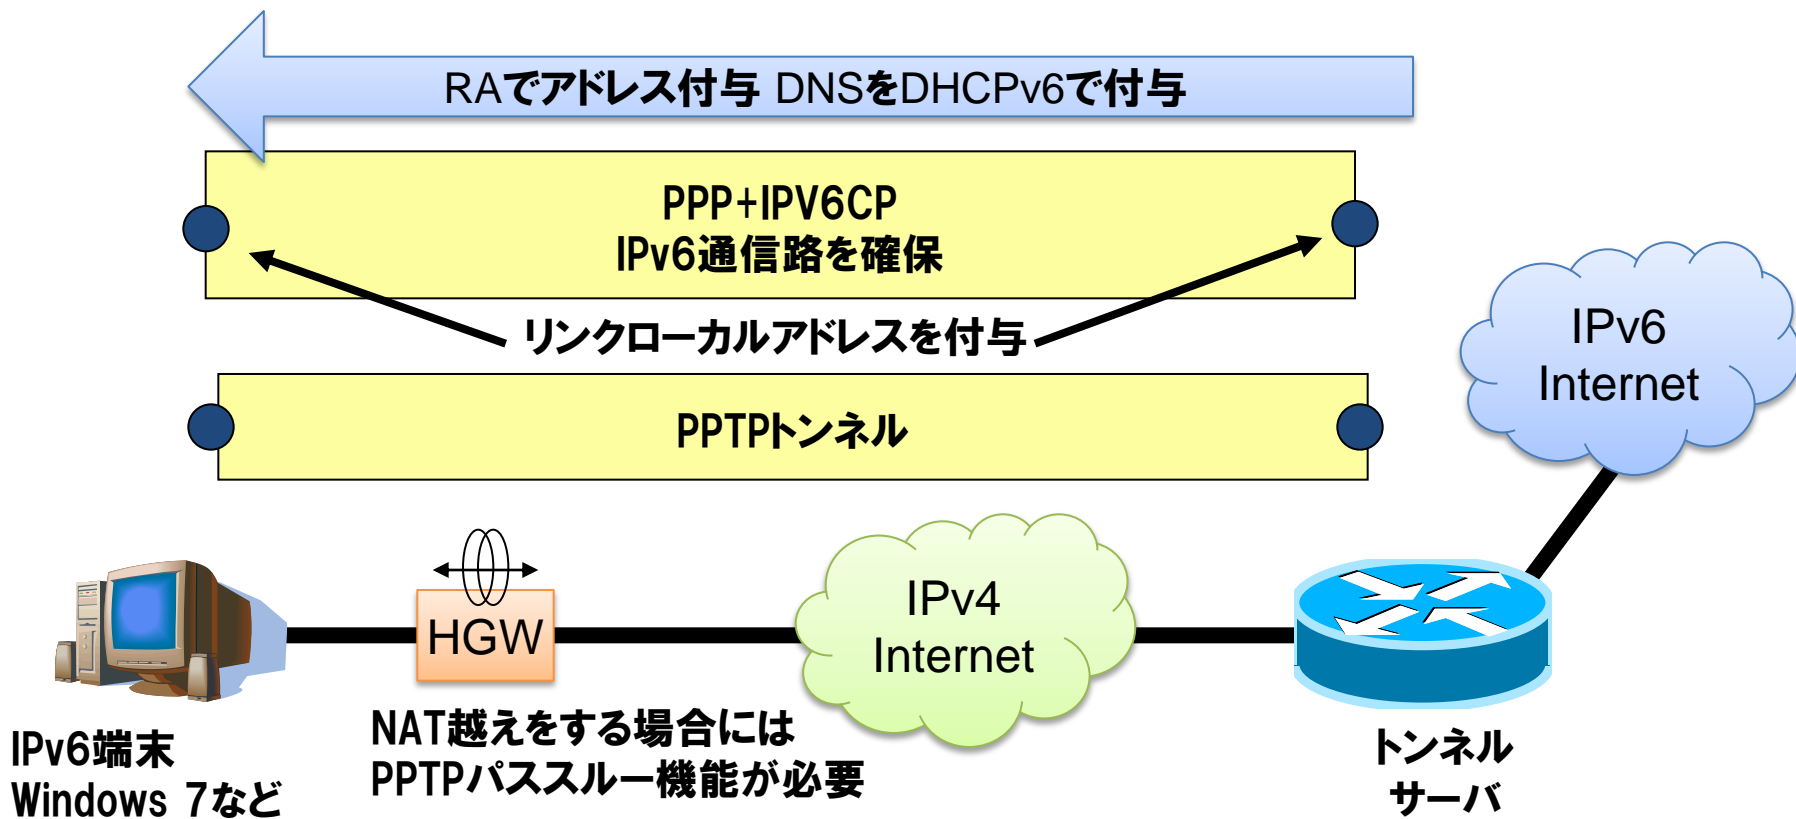 RAでアドレス付与 DNSをDHCPv6で付与
PPP+IPV6CP
IPv6通信路を確保
リンクローカルアドレスを付与
PPTPトンネル
IPv6
Internet
IPv4
Internet
HGW
NAT越えをする場合には
PPTPパススルー機能が必要
IPv6端末
Windows 7など
トンネル
サーバ